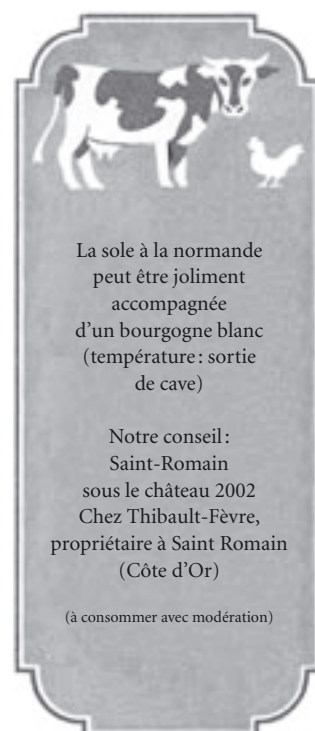 La sole à la normande
peut être joliment
accompagnée
d'un bourgogne blanc
(température : sortie
de cave)
Notre conseil :
Saint-Romain
sous le château 2002
Chez Thibault-Fèvre,
propriétaire à Saint Romain
(Côte d'Or)
(à consommer avec modération)